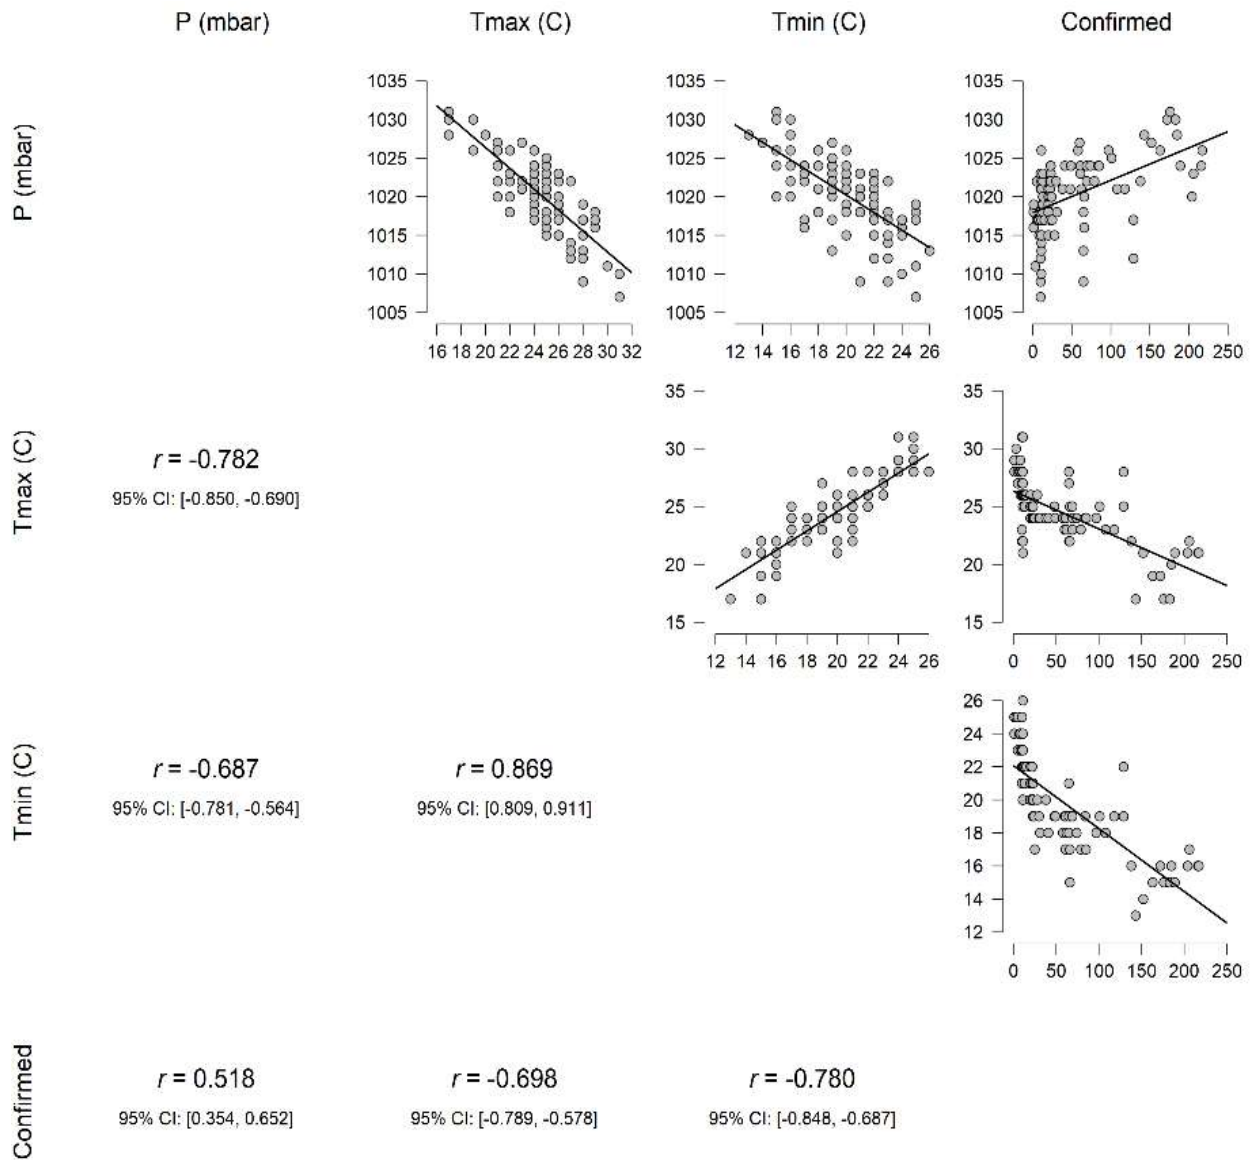 P (mbar) Tmax (C) Tmin (C) Confirmed
P (mbar)
1035 1030 1025 1020 1015 1010 1005
16 18 20 22 24 26 28 30 32
1035 1030 1025 1020 1015 1010 1005
12 14 16 18 20 22 24 26
1035 1030 1025 1020 1015 1010 1005
0 50 100 150 200 250
Tmax (C)
r = -0.782
95% CI: [-0.850, -0.690]
35 30 25 20 15
12 14 16 18 20 22 24 26
35 30 25 20 15
0 50 100 150 200 250
Tmin (C)
r = -0.687
95% CI: [-0.781, -0.564]
r = 0.869
95% CI: [0.809, 0.911]
26 24 22 20 18 16 14 12
0 50 100 150 200 250
Confirmed
r = 0.518
95% CI: [0.354, 0.652]
r = -0.698
95% CI: [-0.789, -0.578]
r = -0.780
95% CI: [-0.848, -0.687]